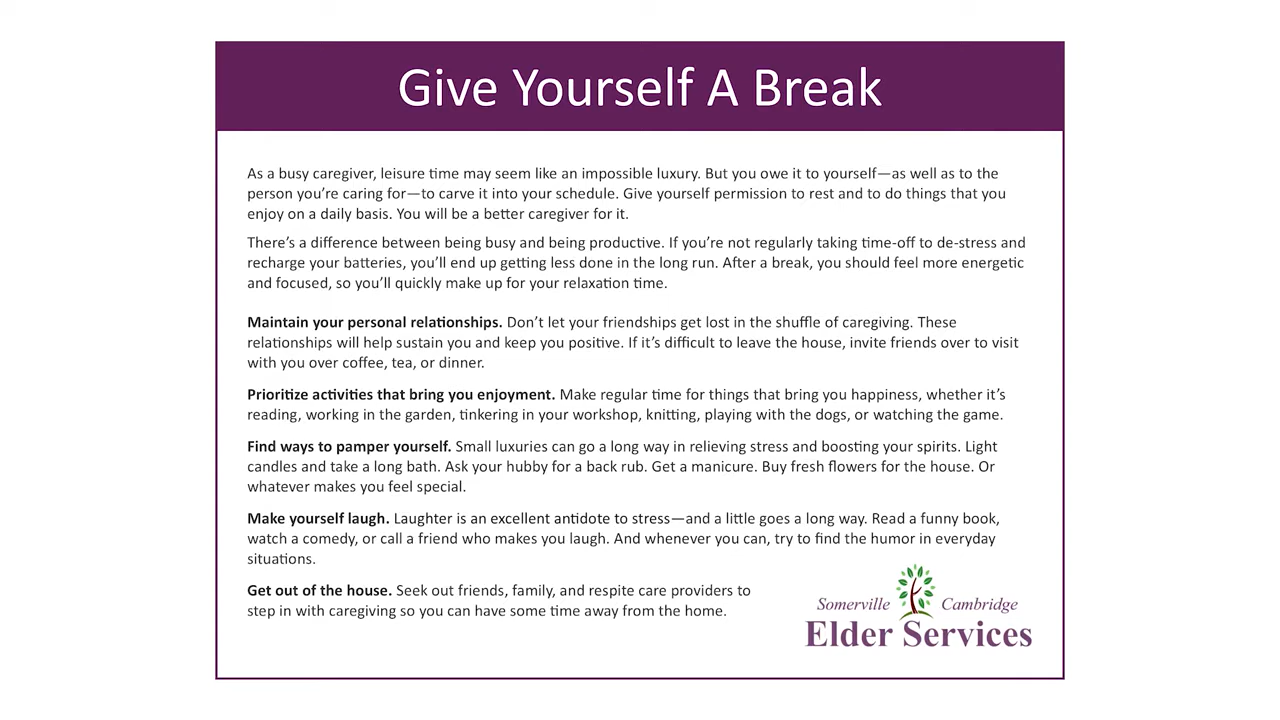 Give Yourself A Break
As a busy caregiver, leisure time may seem like an impossible luxury. But you owe it to yourself—as well as to the
person you’re caring for—to carve it into your schedule. Give yourself permission to rest and to do things that you
enjoy on a daily basis. You will be a better caregiver for it.
There’s a difference between being busy and being productive. If you’re not regularly taking time-off to de-stress and
recharge your batteries, you’ll end up getting less done in the long run. After a break, you should feel more energetic
and focused, so you’ll quickly make up for your relaxation time.
Maintain your personal relationships. Don’t let your friendships get lost in the shuffle of caregiving. These
relationships will help sustain you and keep you positive. If it’s difficult to leave the house, invite friends over to visit
with you over coffee, tea, or dinner.
Prioritize activities that bring you enjoyment. Make regular time for things that bring you happiness, whether it’s
reading, working in the garden, tinkering in your workshop, knitting, playing with the dogs, or watching the game.
Find ways to pamper yourself. Small luxuries can go a long way in relieving stress and boosting your spirits. Light
candles and take a long bath. Ask your hubby for a back rub. Get a manicure. Buy fresh flowers for the house. Or
whatever makes you feel special.
Make yourself laugh. Laughter is an excellent antidote to stress—and a little goes a long way. Read a funny book,
watch a comedy, or call a friend who makes you laugh. And whenever you can, try to find the humor in everyday
situations.
Get out of the house. Seek out friends, family, and respite care providers to
step in with caregiving so you can have some time away from the home.
Somerville Cambridge
Elder Services